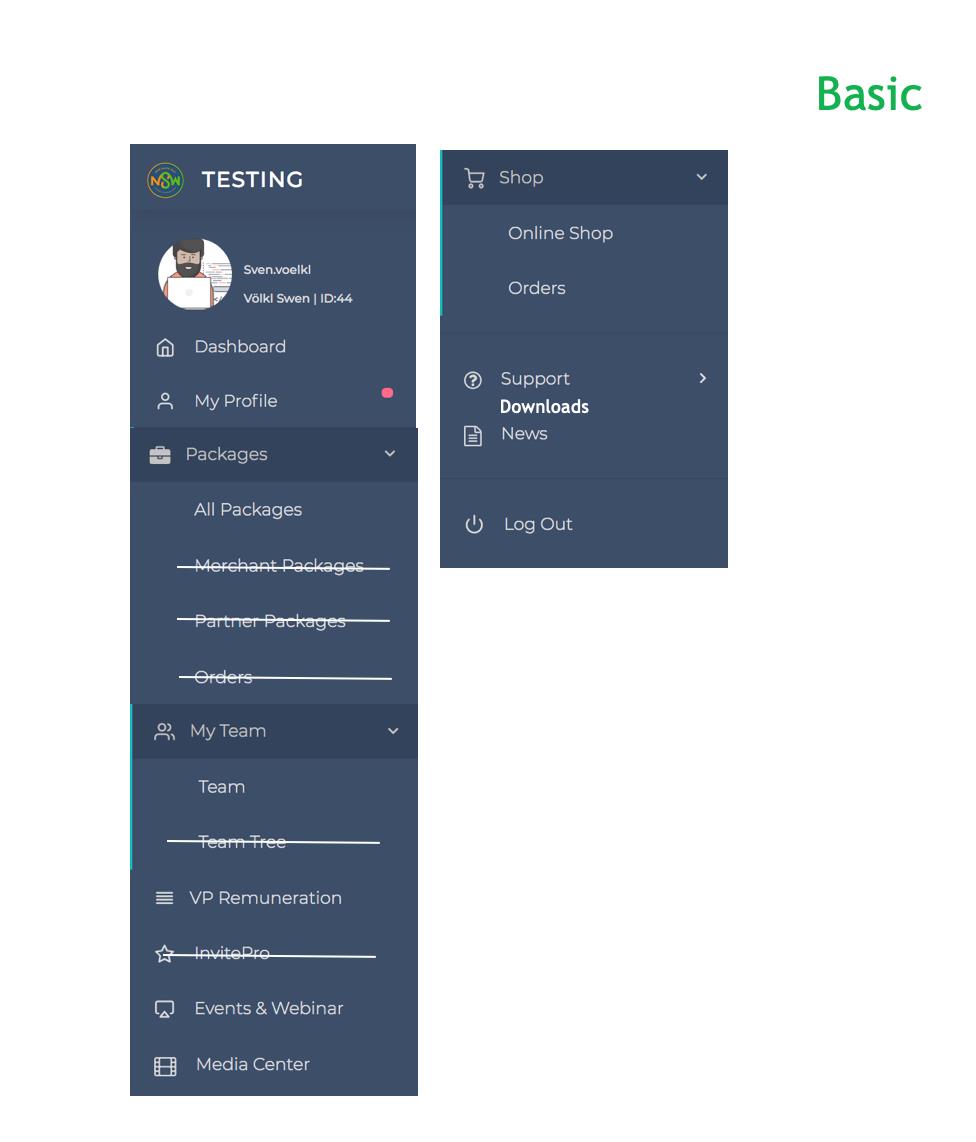 Basic
NSW TESTING
Sven.voelkl
Völkl Swen | ID:44
Dashboard
My Profile
Packages
All Packages
Merchant Packages
Partner Packages
Orders
My Team
Team
Team Tree
VP Remuneration
InvitePro
Events & Webinar
Media Center
Shop
Online Shop
Orders
Support
Downloads
News
Log Out